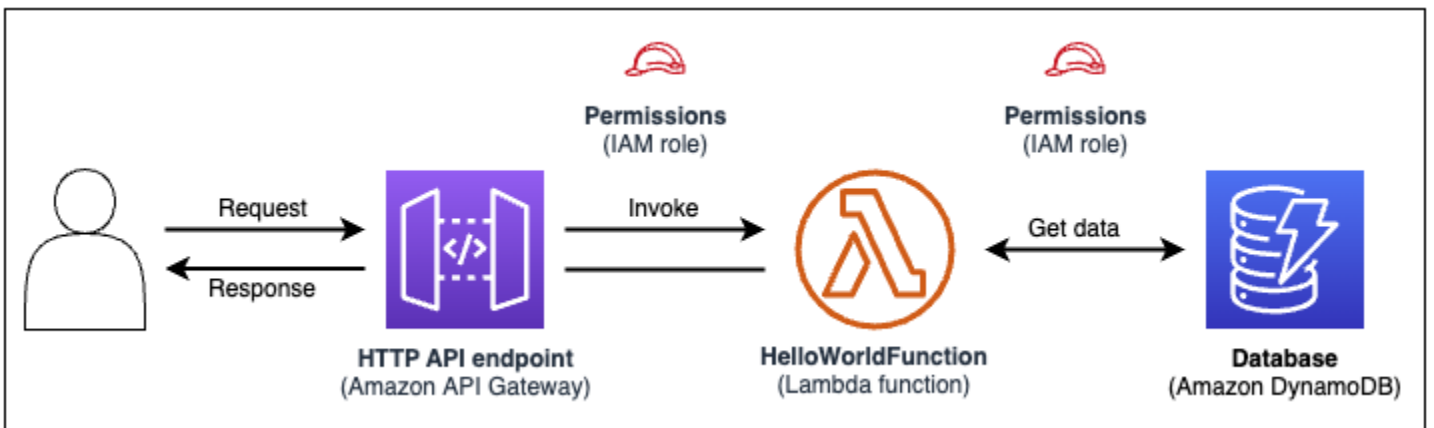 Permissions
(IAM role)
Permissions
(IAM role)
Request
Response
</>
Invoke
Get data
HTTP API endpoint
(Amazon API Gateway)
HelloWorldFunction
(Lambda function)
Database
(Amazon DynamoDB)